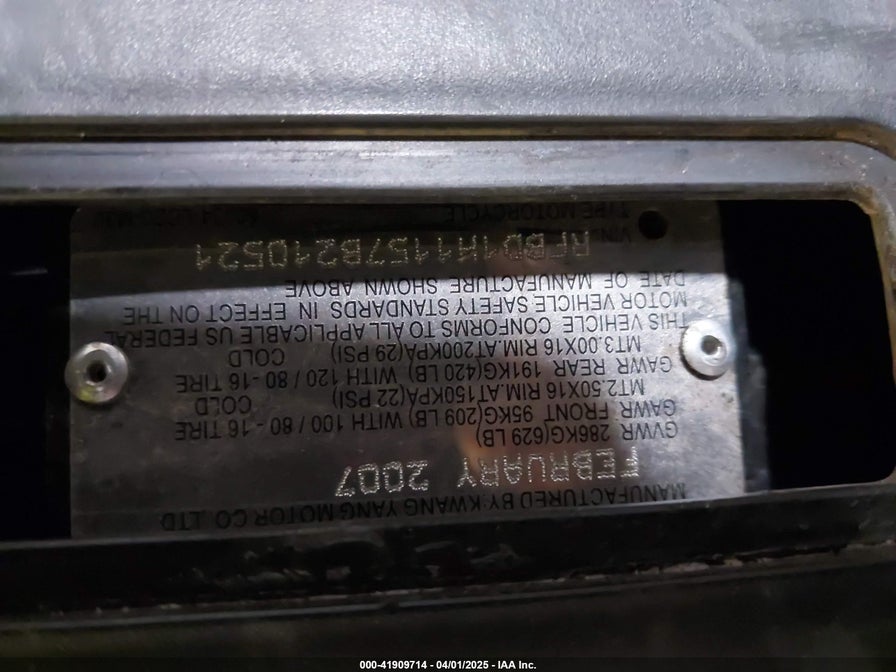 MANUFACTURED BY:KWANG YANG MOTOR CO.,LTD
FEBRUARY 2007
GVWR 286KG(629 LB)
GAWR FRONT 95KG(209 LB) WITH 100 / 80 - 16 TIRE
MT2.50X16 RIM.AT150KPA(22 PSI) COLD
GAWR REAR 191KG(420 LB) WITH 120 / 80 - 16 TIRE
MT3.00X16 RIM.AT200KPA(29 PSI) COLD
THIS VEHICLE CONFORMS TO ALL APPLICABLE US FEDERAL
MOTOR VEHICLE SAFETY STANDARDS IN EFFECT ON THE
DATE OF MANUFACTURE SHOWN ABOVE
VIN RFBD1H1157B210521
TYPE MOTORCYCLE
000-41909714 - 04/01/2025 - IAA Inc.